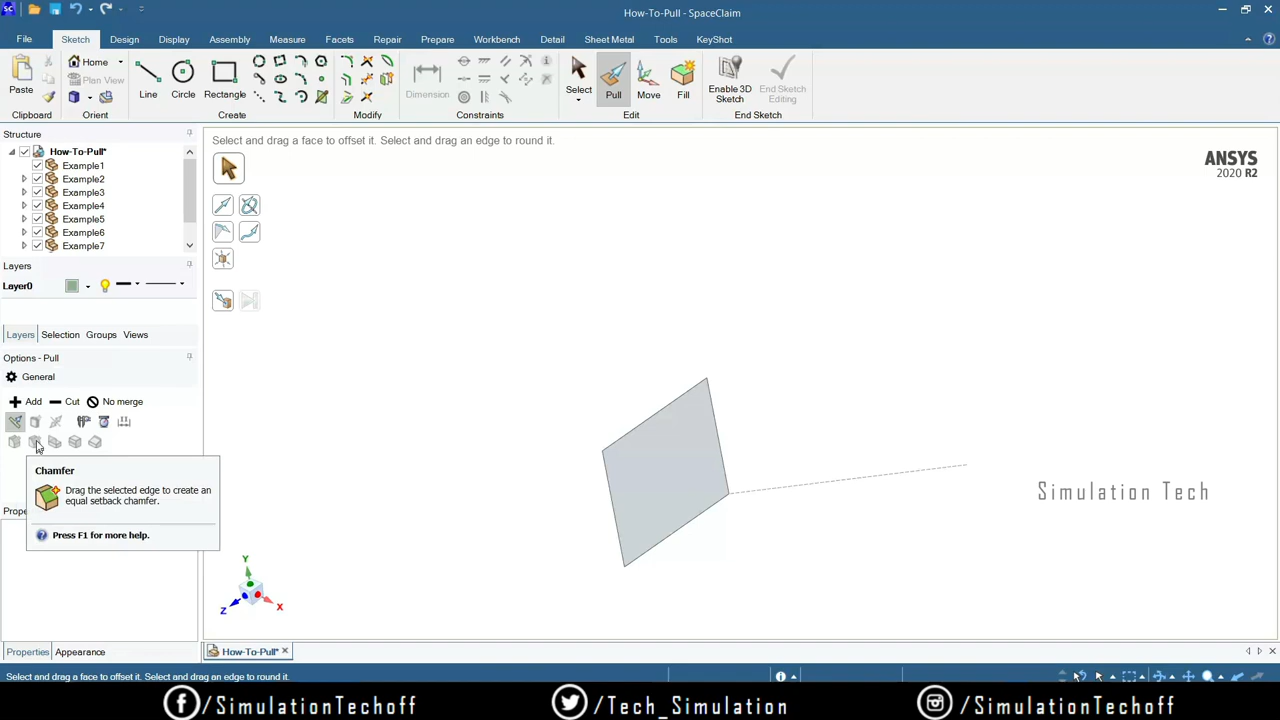 How-To-Pull - SpaceClaim
File Sketch Design Display Assembly Measure Facets Repair Prepare Workbench Detail Sheet Metal Tools KeyShot
Paste Home Plan View Line Circle Rectangle Dimension Select Pull Move Fill Enable 3D Sketch End Sketch Editing
Clipboard Orient Create Modify Constraints Edit End Sketch
Structure
How-To-Pull*
Example1
Example2
Example3
Example4
Example5
Example6
Example7
Select and drag a face to offset it. Select and drag an edge to round it.
ANSYS
2020 R2
Layers
Layer0
Layers Selection Groups Views
Options - Pull
General
Add Cut No merge
Chamfer
Drag the selected edge to create an
equal setback chamfer.
Press F1 for more help.
Simulation Tech
Y
Z
X
Properties Appearance
How-To-Pull*
Select and drag a face to offset it. Select and drag an edge to round it.
/SimulationTechoff /Tech_Simulation /SimulationTechoff